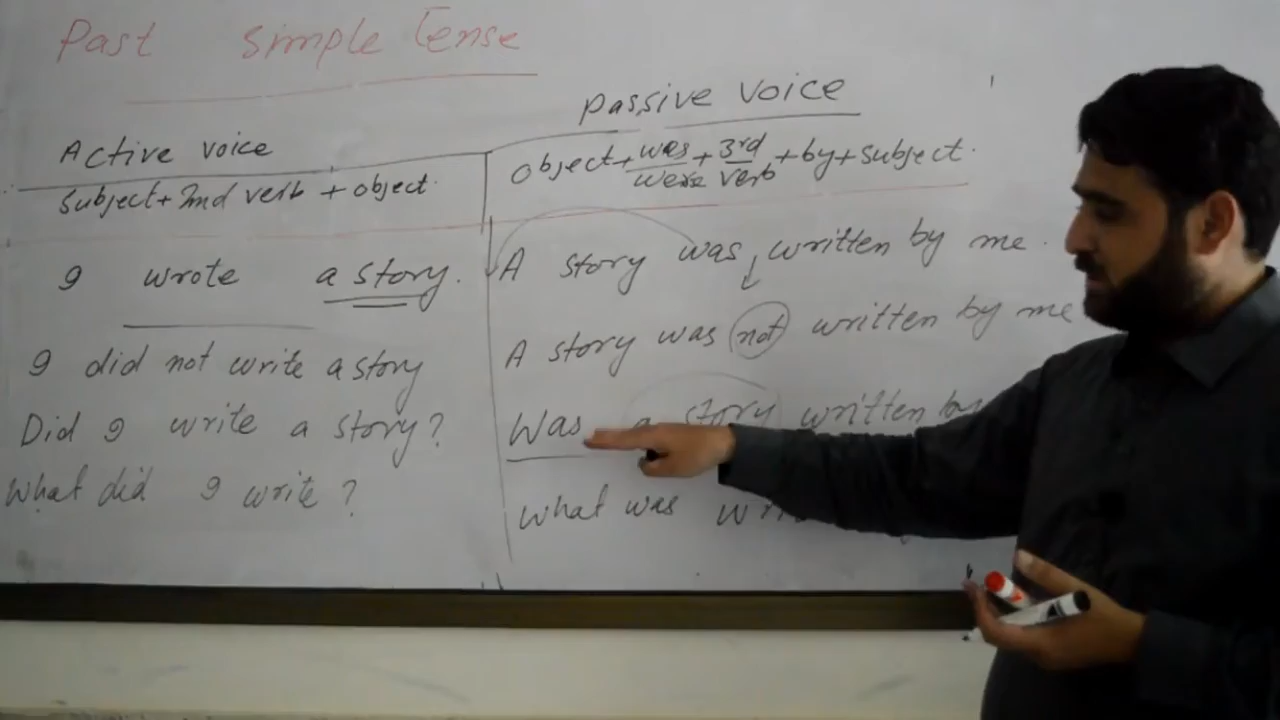 Past Simple Tense
Passive Voice
Active voice
Object + was/were + 3rd verb + by + subject.
Subject + 2nd verb + object.
I wrote a story.
A story was written by me.
I did not write a story
A story was not written by me
Did I write a story?
Was a story written by
What did I write?
What was